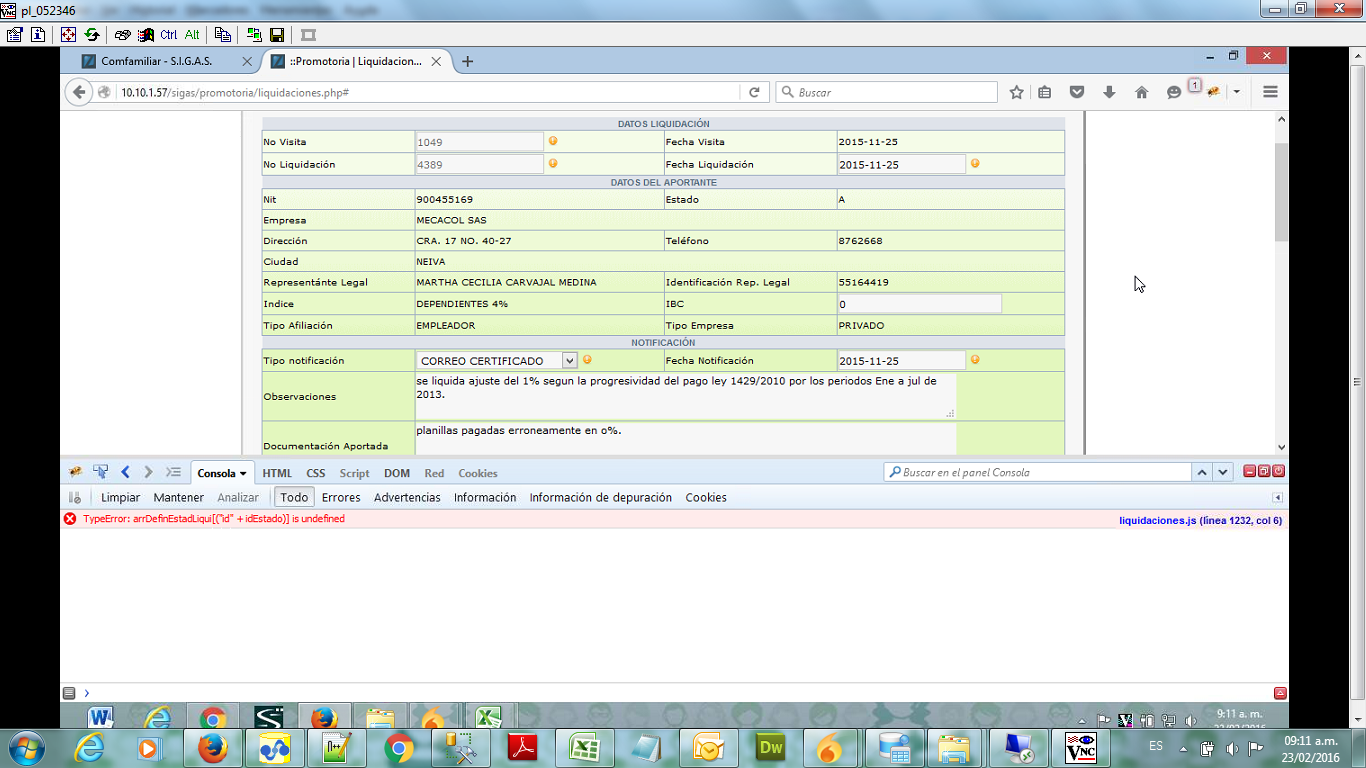 pl_052346
Ctrl Alt
Comfamiliar - S.I.G.A.S.
::Promotoria | Liquidacion...
10.10.1.57/sigas/promotoria/liquidaciones.php#
Buscar
1
DATOS LIQUIDACIÓN
No Visita 1049 Fecha Visita 2015-11-25
No Liquidación 4389 Fecha Liquidación 2015-11-25
DATOS DEL APORTANTE
Nit 900455169 Estado A
Empresa MECACOL SAS
Dirección CRA. 17 NO. 40-27 Teléfono 8762668
Ciudad NEIVA
Representánte Legal MARTHA CECILIA CARVAJAL MEDINA Identificación Rep. Legal 55164419
Indice DEPENDIENTES 4% IBC 0
Tipo Afiliación EMPLEADOR Tipo Empresa PRIVADO
NOTIFICACIÓN
Tipo notificación CORREO CERTIFICADO Fecha Notificación 2015-11-25
Observaciones se liquida ajuste del 1% segun la progresividad del pago ley 1429/2010 por los periodos Ene a jul de
2013.
Documentación Aportada planillas pagadas erroneamente en o%.
Consola HTML CSS Script DOM Red Cookies
Buscar en el panel Consola
Limpiar Mantener Analizar Todo Errores Advertencias Información Información de depuración Cookies
TypeError: arrDefinEstadLiqui[("id" + idEstado)] is undefined
liquidaciones.js (línea 1232, col 6)
9:11 a. m.
ES
09:11 a.m.
23/02/2016